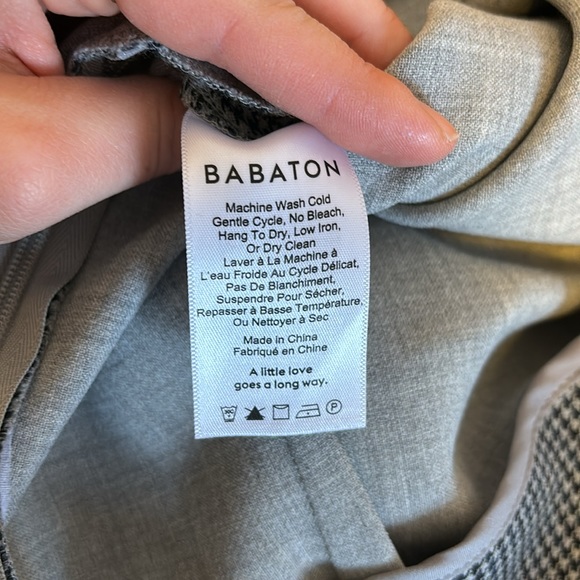 BABATON
Machine Wash Cold
Gentle Cycle, No Bleach,
Hang To Dry, Low Iron,
Or Dry Clean
Laver à La Machine à
L'eau Froide Au Cycle Délicat,
Pas De Blanchiment,
Suspendre Pour Sécher,
Repasser à Basse Température,
Ou Nettoyer à Sec
Made in China
Fabriqué en Chine
A little love
goes a long way.
30C P